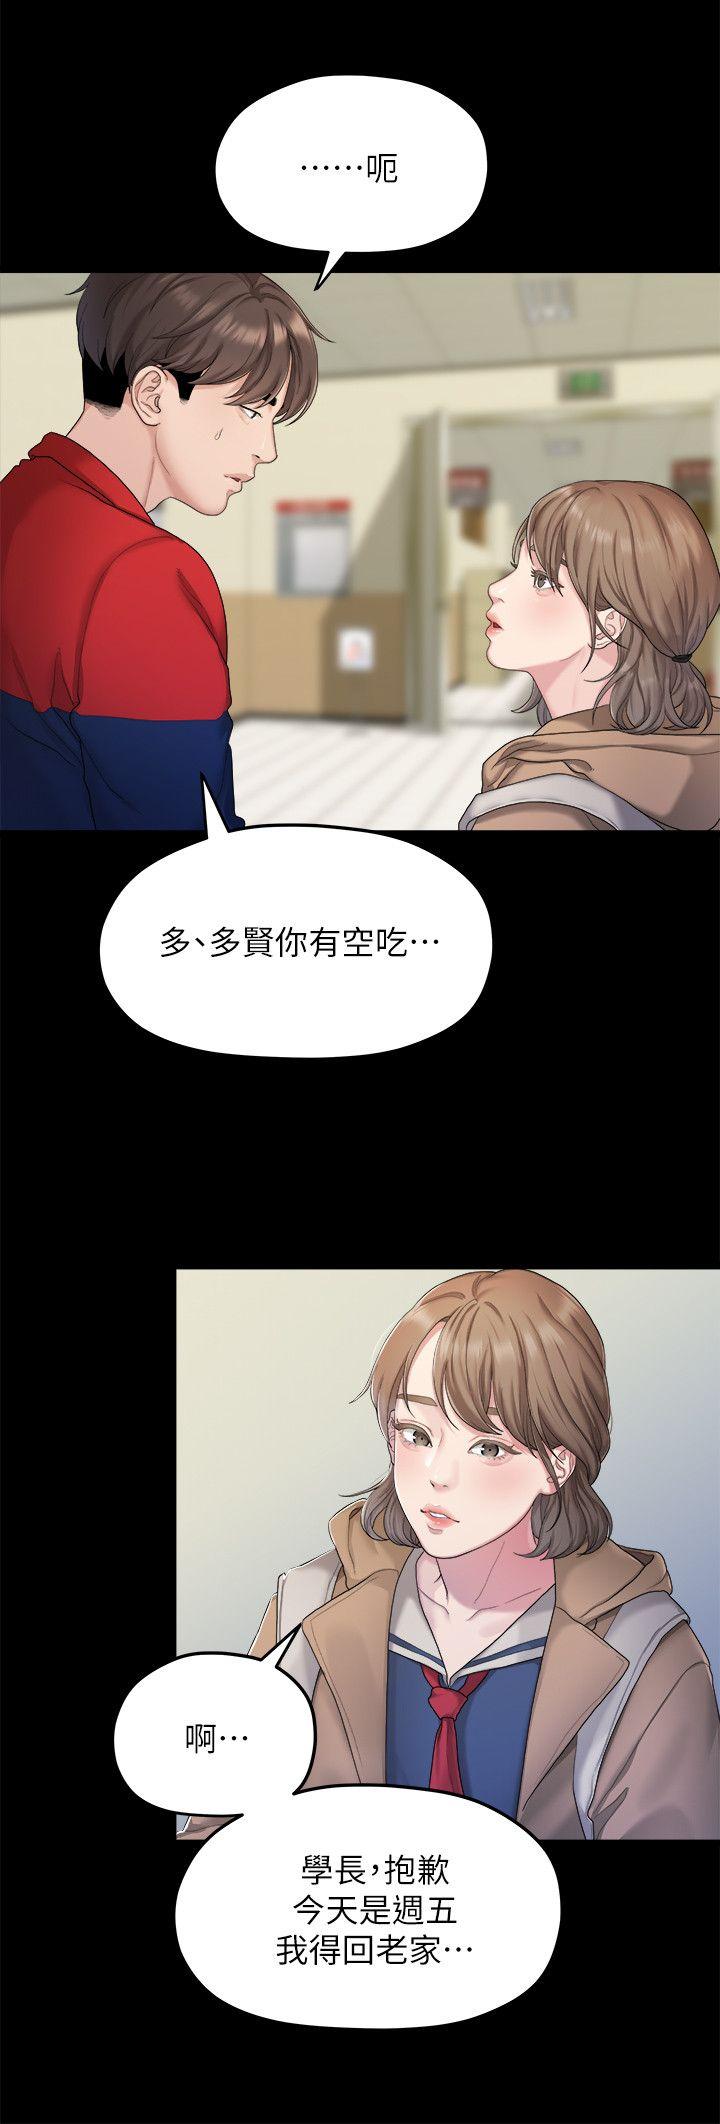 ⋯⋯呃
多、多賢你有空吃⋯
啊⋯
學長，抱歉
今天是週五
我得回老家⋯